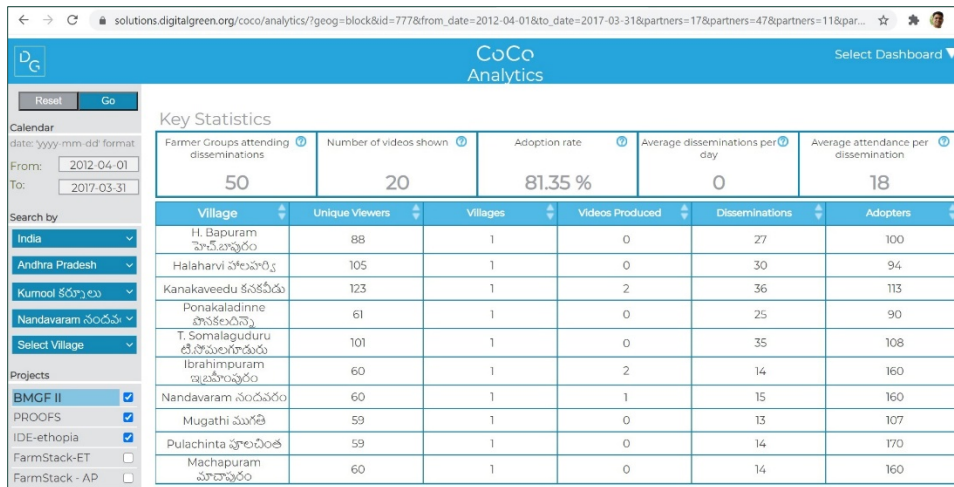 solutions.digitalgreen.org/coco/analytics/?geog=block&id=777&from_date=2012-04-01&to_date=2017-03-31&partners=17&partners=47&partners=11&par...
DG
CoCo
Analytics
Select Dashboard
Reset Go
Calendar
date: 'yyyy-mm-dd' format
From: 2012-04-01
To: 2017-03-31
Search by
India
Andhra Pradesh
Kurnool కర్నూలు
Nandavaram నందవ
Select Village
Projects
BMGF II
PROOFS
IDE-ethopia
FarmStack-ET
FarmStack - AP
Key Statistics
Farmer Groups attending disseminations
50
Number of videos shown
20
Adoption rate
81.35 %
Average disseminations per day
0
Average attendance per dissemination
18
Village Unique Viewers Villages Videos Produced Disseminations Adopters
H. Bapuram
హెచ్.బాపురం 88 1 0 27 100
Halaharvi హాలహర్వి 105 1 0 30 94
Kanakaveedu కనకవీడు 123 1 2 36 113
Ponakaladinne
పొనకలదిన్నె 61 1 0 25 90
T. Somalaguduru
టి.సోమలగూడురు 101 1 0 35 108
Ibrahimpuram
ఇబ్రహీంపురం 60 1 2 14 160
Nandavaram నందవరం 60 1 1 15 160
Mugathi ముగతి 59 1 0 13 107
Pulachinta పూలచింత 59 1 0 14 170
Machapuram
మాచాపురం 60 1 0 14 160